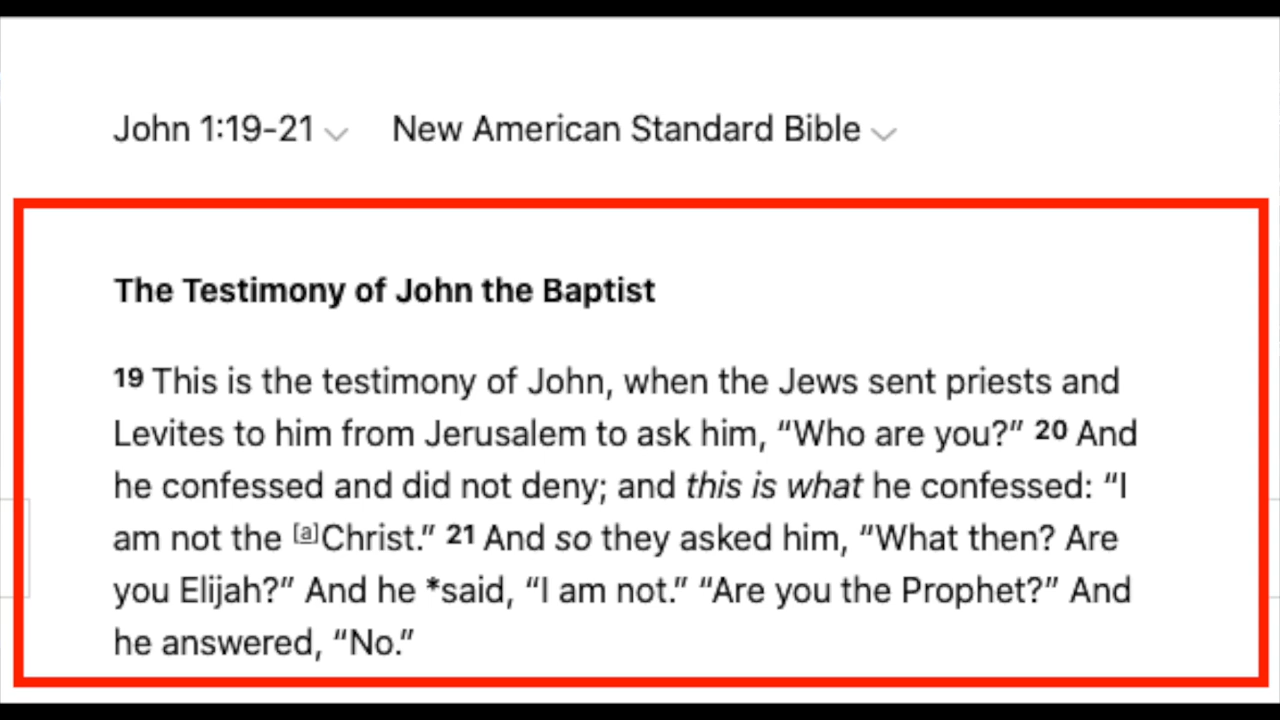 John 1:19-21 New American Standard Bible
The Testimony of John the Baptist
19 This is the testimony of John, when the Jews sent priests and
Levites to him from Jerusalem to ask him, “Who are you?” 20 And
he confessed and did not deny; and this is what he confessed: “I
am not the [a]Christ.” 21 And so they asked him, “What then? Are
you Elijah?” And he *said, “I am not.” “Are you the Prophet?” And
he answered, “No.”